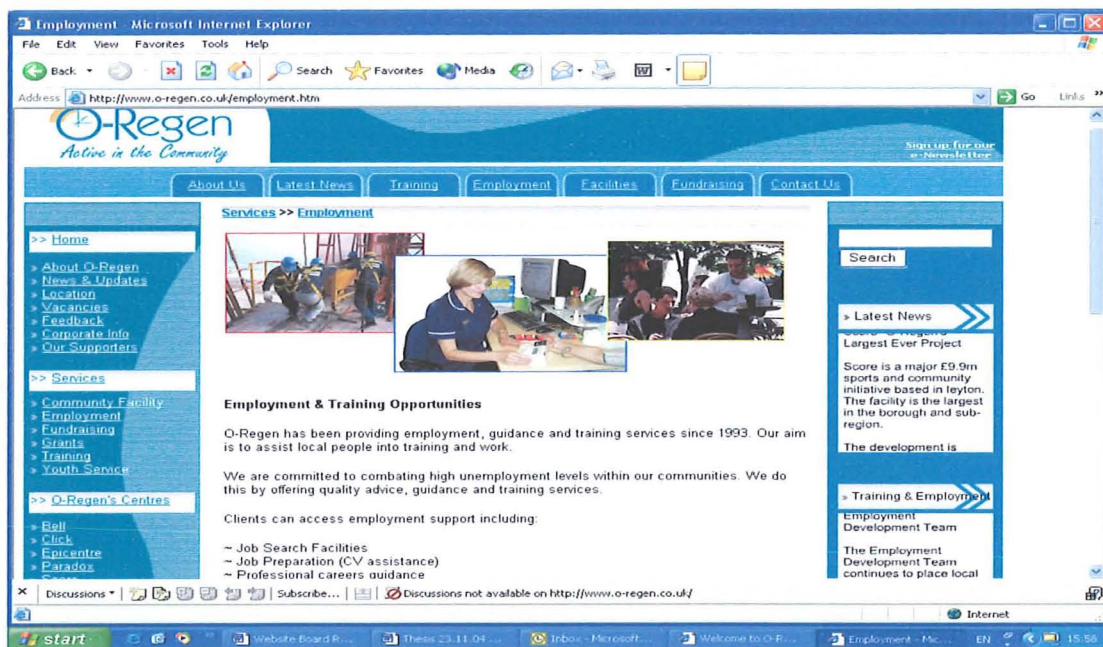 Employment - Microsoft Internet Explorer
File Edit View Favorites Tools Help
Back Search Favorites Media
Address http://www.o-regen.co.uk/employment.htm Go Links »
O-Regen
Active in the Community
Sign up for our
e-Newsletter
About Us Latest News Training Employment Facilities Fundraising Contact Us
Services >> Employment
>> Home
» About O-Regen
» News & Updates
» Location
» Vacancies
» Feedback
» Corporate Info
» Our Supporters
>> Services
» Community Facility
» Employment
» Fundraising
» Grants
» Training
» Youth Service
>> O-Regen's Centres
» Bell
» Click
» Epicentre
» Paradox
Employment & Training Opportunities
O-Regen has been providing employment, guidance and training services since 1993. Our aim
is to assist local people into training and work.
We are committed to combating high unemployment levels within our communities. We do
this by offering quality advice, guidance and training services.
Clients can access employment support including:
~ Job Search Facilities
~ Job Preparation (CV assistance)
~ Professional careers guidance
Search
» Latest News
Largest Ever Project
Score is a major £9.9m
sports and community
initiative based in leyton.
The facility is the largest
in the borough and sub-
region.
The development is
» Training & Employment
Employment
Development Team
The Employment
Development Team
continues to place local
Discussions Subscribe... Discussions not available on http://www.o-regen.co.uk/
Internet
start Website Board R... Thesis 23.11.04 ... Inbox - Microsoft... Welcome to O-R... Employment - Mic... EN 15:56